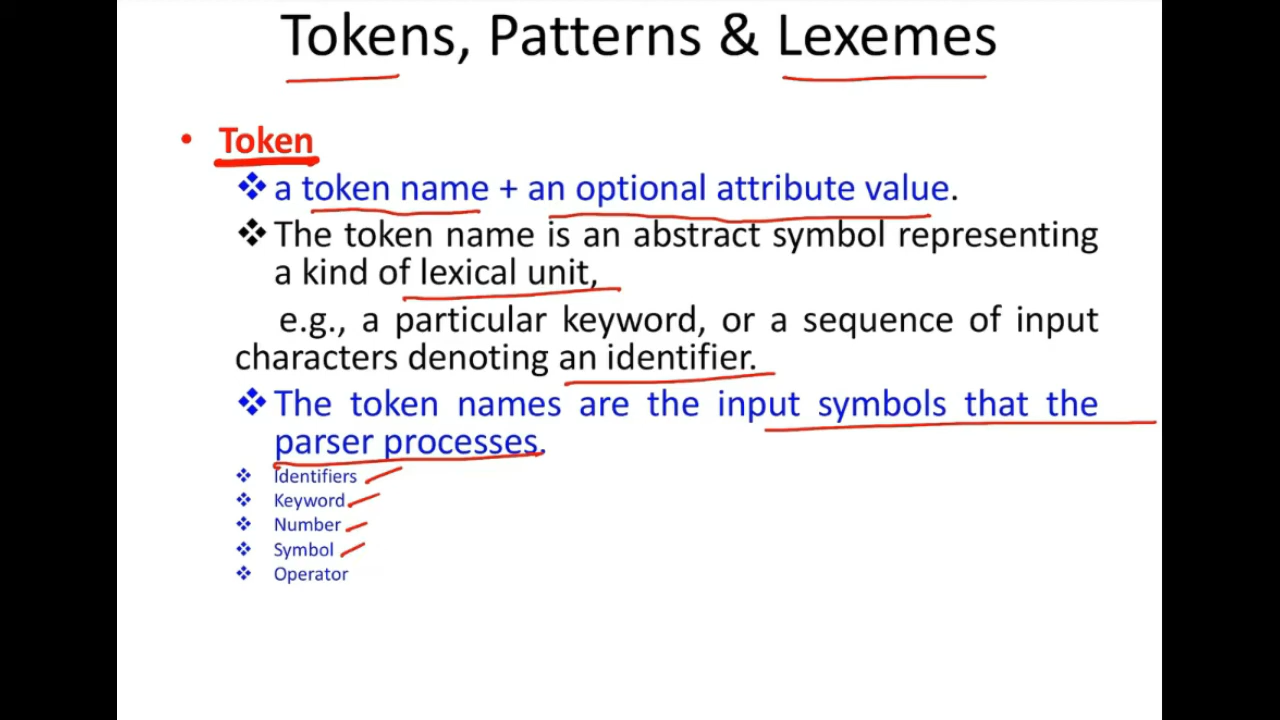 Tokens, Patterns & Lexemes
• Token
❖ a token name + an optional attribute value.
❖ The token name is an abstract symbol representing
a kind of lexical unit,
e.g., a particular keyword, or a sequence of input
characters denoting an identifier.
❖ The token names are the input symbols that the
parser processes.
❖ Identifiers
❖ Keyword
❖ Number
❖ Symbol
❖ Operator